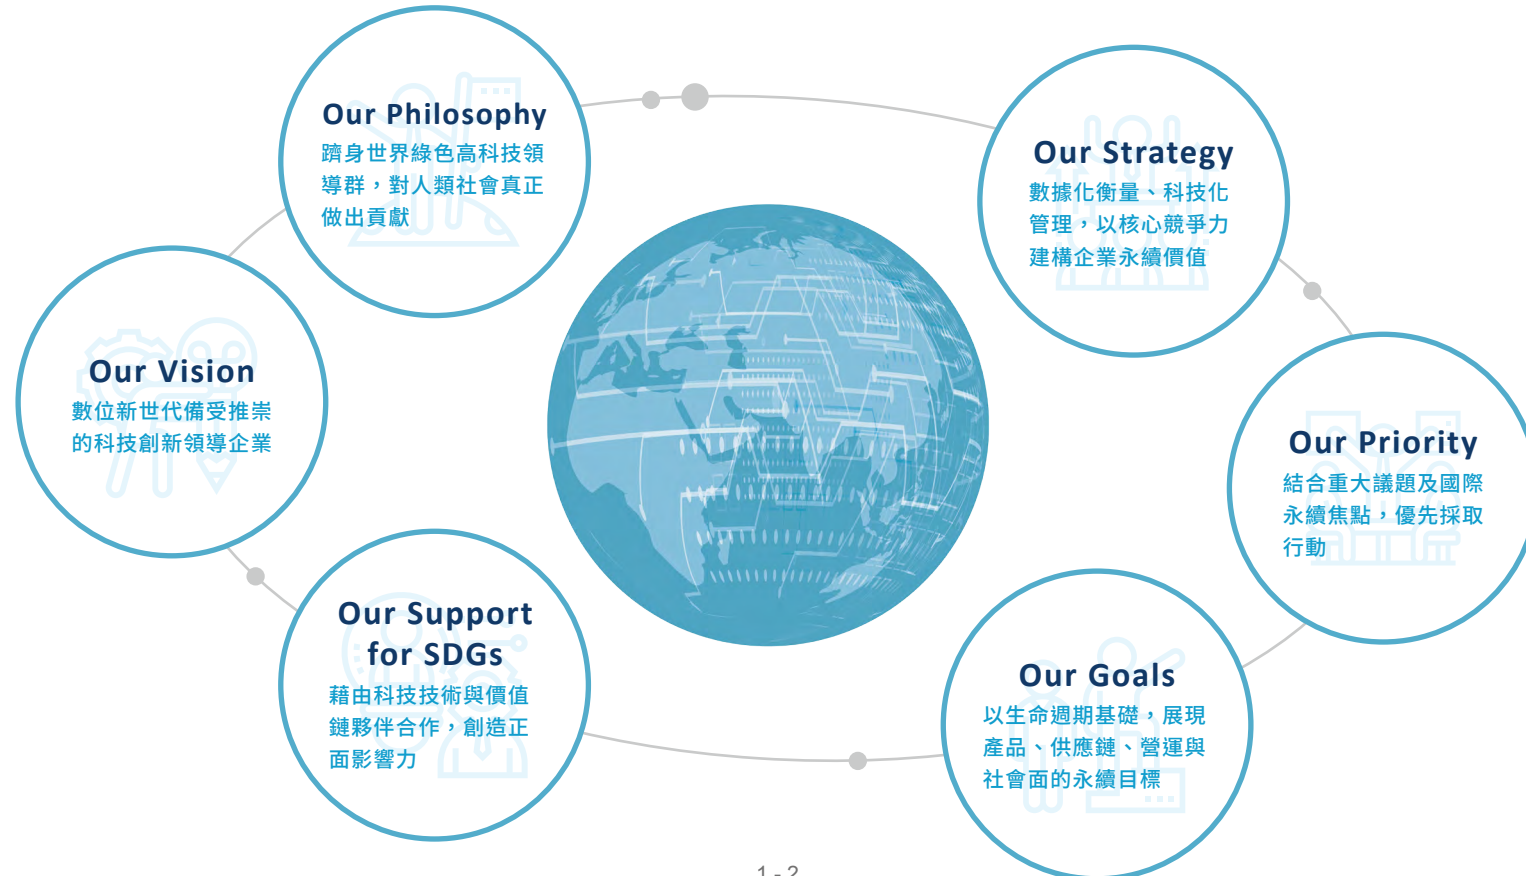 Our Philosophy
躋身世界綠色高科技領
導群，對人類社會真正
做出貢獻
Our Strategy
數據化衡量、科技化
管理，以核心競爭力
建構企業永續價值
Our Vision
數位新世代備受推崇
的科技創新領導企業
Our Priority
結合重大議題及國際
永續焦點，優先採取
行動
Our Support
for SDGs
藉由科技技術與價值
鏈夥伴合作，創造正
面影響力
Our Goals
以生命週期基礎，展現
產品、供應鏈、營運與
社會面的永續目標
1 - 2